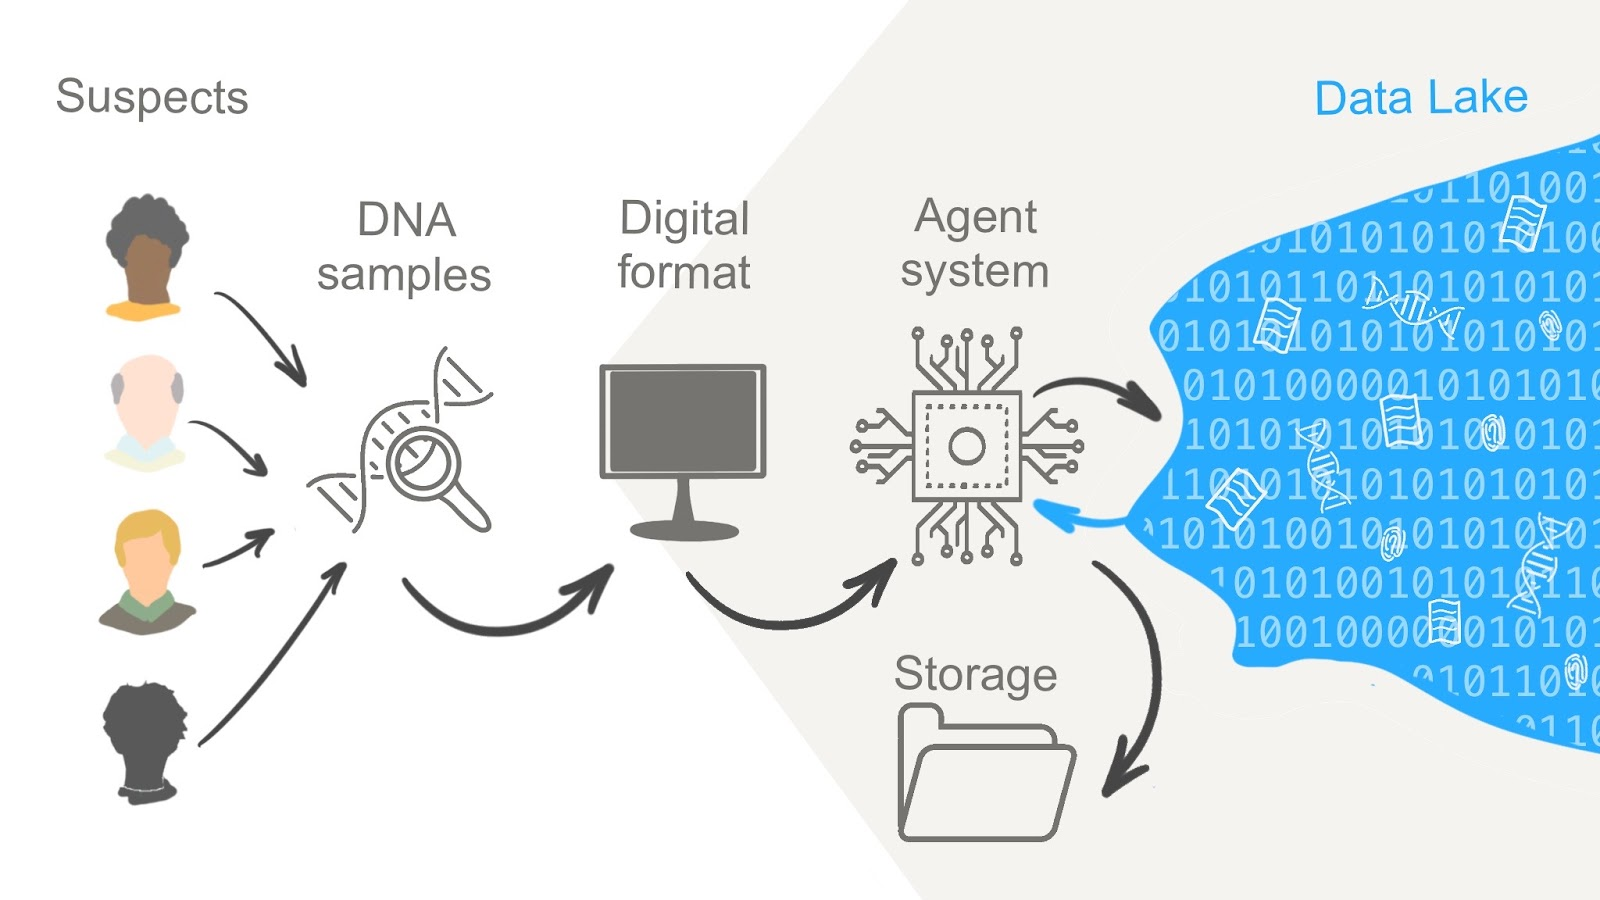 Suspects
Data Lake
DNA
samples
Digital
format
Agent
system
Storage